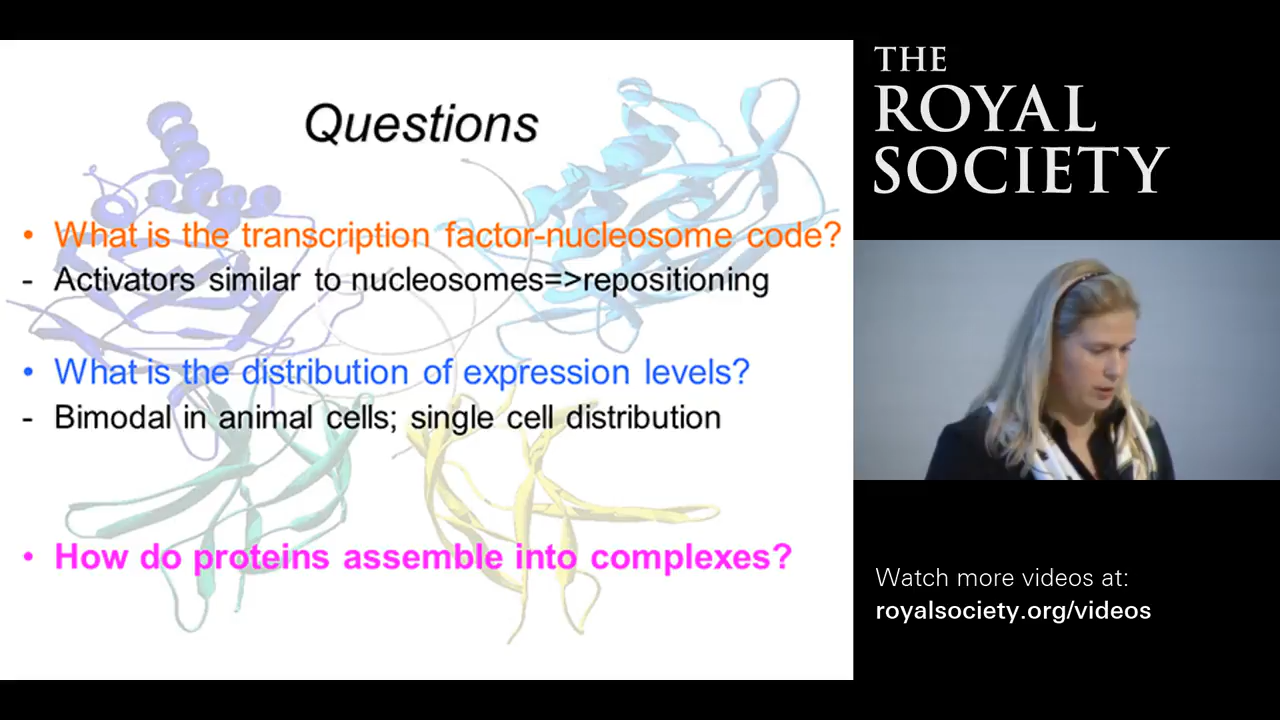 Questions
• What is the transcription factor-nucleosome code?
- Activators similar to nucleosomes=>repositioning
• What is the distribution of expression levels?
- Bimodal in animal cells; single cell distribution
• How do proteins assemble into complexes?
THE
ROYAL
SOCIETY
Watch more videos at:
royalsociety.org/videos